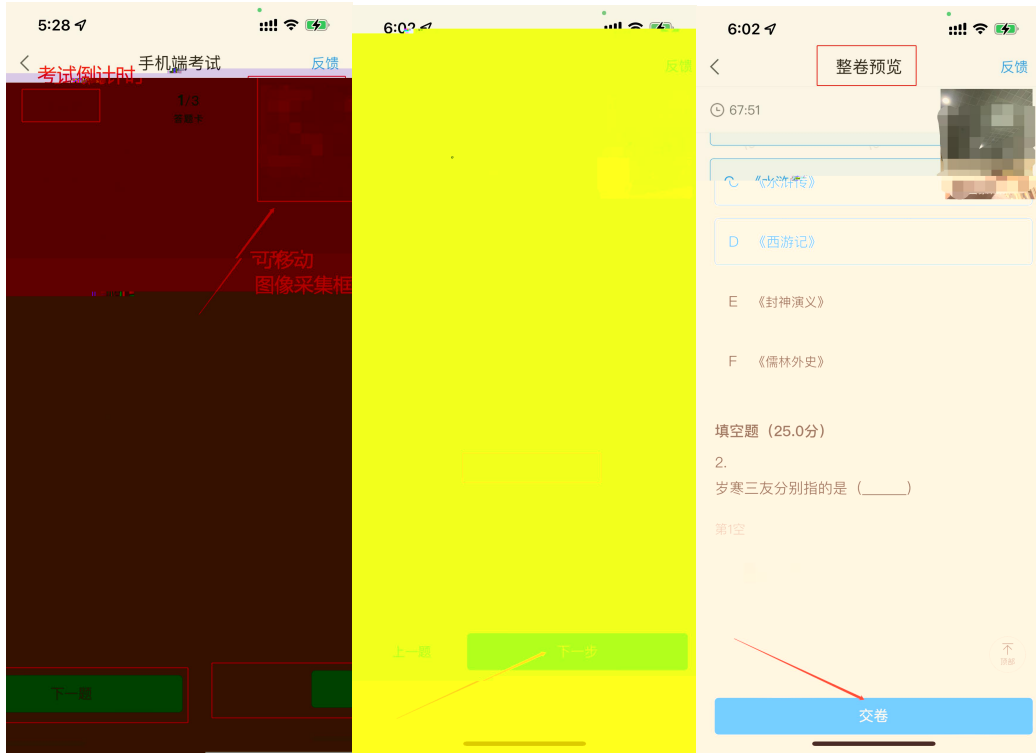 5:28
手机端考试
反馈
考试倒计时
1/3
答题卡
可移动
图像采集框
下一题
6:02
反馈
上一题
下一步
6:02
整卷预览
反馈
67:51
C 《水浒传》
D 《西游记》
E 《封神演义》
F 《儒林外史》
填空题（25.0分）
2.
岁寒三友分别指的是（______）
第1空
顶部
交卷